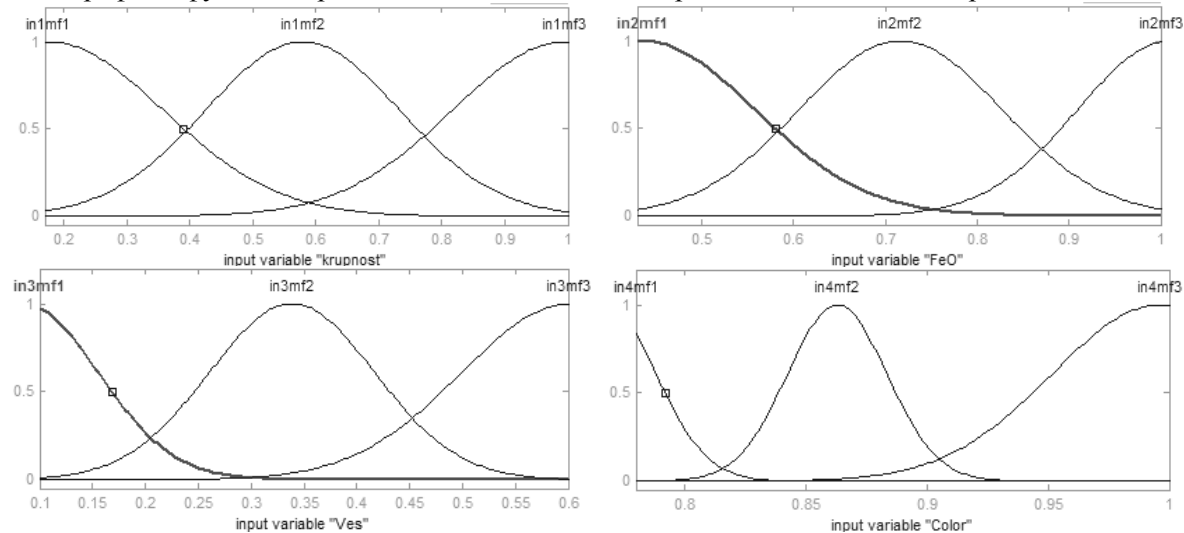 in1mf1 in1mf2 in1mf3
1
0.5
0
0.2 0.3 0.4 0.5 0.6 0.7 0.8 0.9 1
input variable "krupnost"
in2mf1 in2mf2 in2mf3
1
0.5
0
0.5 0.6 0.7 0.8 0.9 1
input variable "FeO"
in3mf1 in3mf2 in3mf3
1
0.5
0
0.1 0.15 0.2 0.25 0.3 0.35 0.4 0.45 0.5 0.55 0.6
input variable "Ves"
in4mf1 in4mf2 in4mf3
1
0.5
0
0.8 0.85 0.9 0.95 1
input variable "Color"